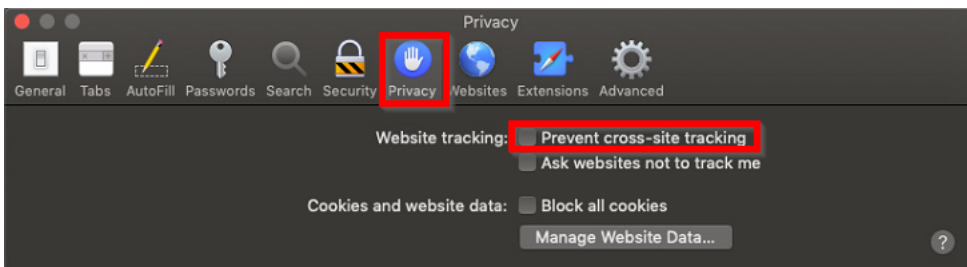 Privacy
General Tabs AutoFill Passwords Search Security Privacy Websites Extensions Advanced
Website tracking: Prevent cross-site tracking
Ask websites not to track me
Cookies and website data: Block all cookies
Manage Website Data...
?